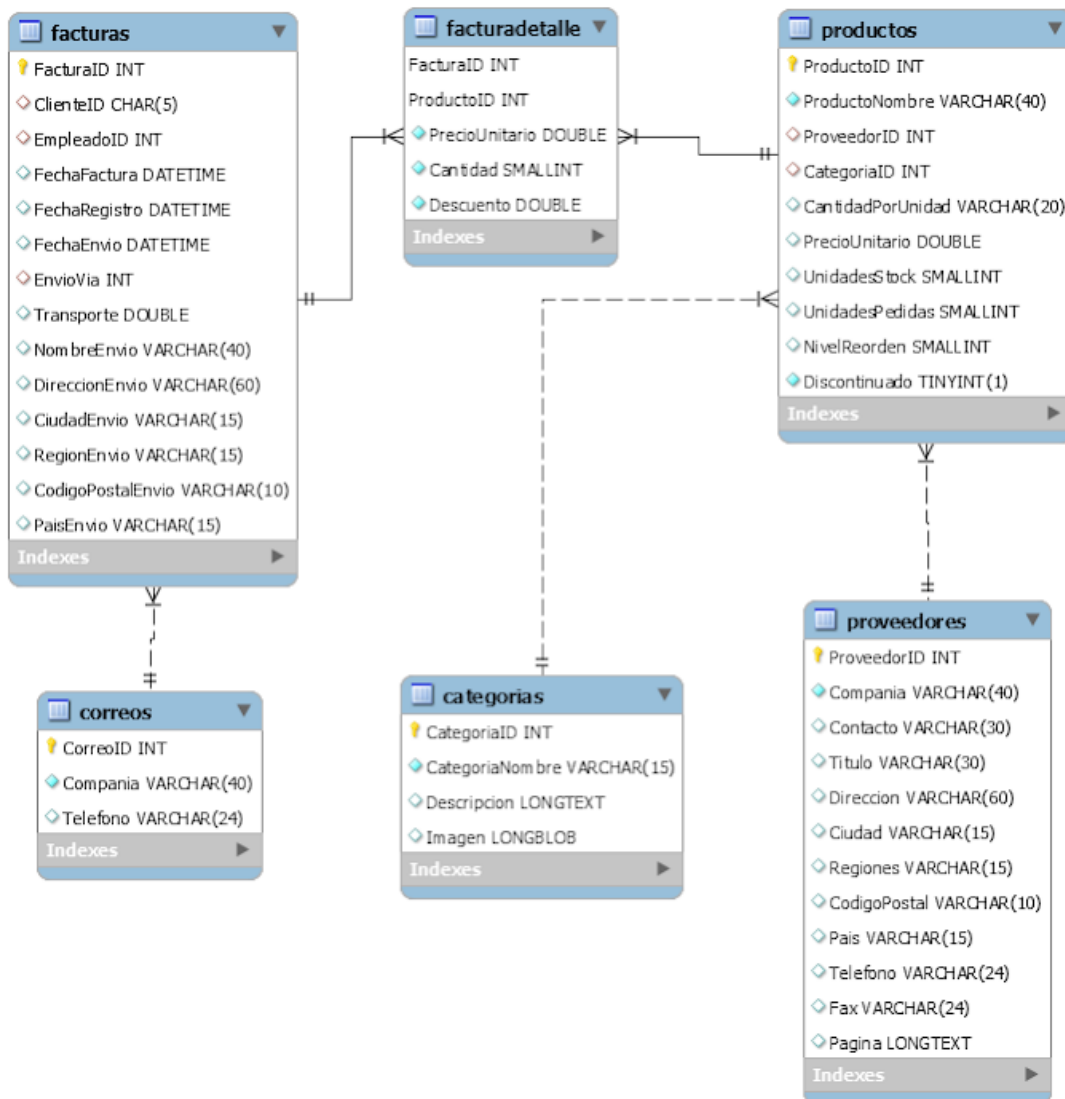 facturas
FacturaID INT
ClienteID CHAR(5)
EmpleadoID INT
FechaFactura DATETIME
FechaRegistro DATETIME
FechaEnvio DATETIME
EnvioVia INT
Transporte DOUBLE
NombreEnvio VARCHAR(40)
DireccionEnvio VARCHAR(60)
CiudadEnvio VARCHAR(15)
RegionEnvio VARCHAR(15)
CodigoPostalEnvio VARCHAR(10)
PaisEnvio VARCHAR(15)
Indexes
facturadetalle
FacturaID INT
ProductoID INT
PrecioUnitario DOUBLE
Cantidad SMALLINT
Descuento DOUBLE
Indexes
productos
ProductoID INT
ProductoNombre VARCHAR(40)
ProveedorID INT
CategoriaID INT
CantidadPorUnidad VARCHAR(20)
PrecioUnitario DOUBLE
UnidadesStock SMALLINT
UnidadesPedidas SMALLINT
NivelReorden SMALLINT
Discontinuado TINYINT(1)
Indexes
correos
CorreoID INT
Compania VARCHAR(40)
Telefono VARCHAR(24)
Indexes
categorias
CategoriaID INT
CategoriaNombre VARCHAR(15)
Descripcion LONGTEXT
Imagen LONGBLOB
Indexes
proveedores
ProveedorID INT
Compania VARCHAR(40)
Contacto VARCHAR(30)
Titulo VARCHAR(30)
Direccion VARCHAR(60)
Ciudad VARCHAR(15)
Regiones VARCHAR(15)
CodigoPostal VARCHAR(10)
Pais VARCHAR(15)
Telefono VARCHAR(24)
Fax VARCHAR(24)
Pagina LONGTEXT
Indexes